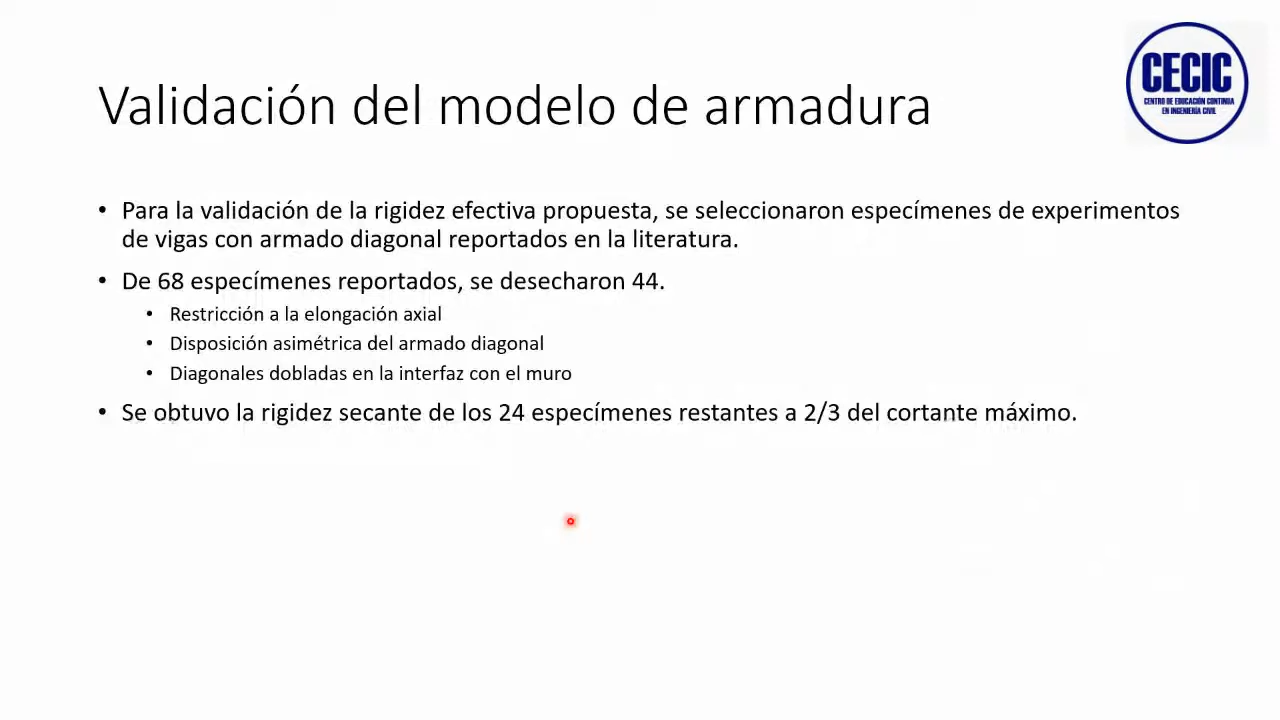 CECIC
CENTRO DE EDUCACIÓN CONTINUA
EN INGENIERÍA CIVIL
Validación del modelo de armadura
• Para la validación de la rigidez efectiva propuesta, se seleccionaron especímenes de experimentos
de vigas con armado diagonal reportados en la literatura.
• De 68 especímenes reportados, se desecharon 44.
• Restricción a la elongación axial
• Disposición asimétrica del armado diagonal
• Diagonales dobladas en la interfaz con el muro
• Se obtuvo la rigidez secante de los 24 especímenes restantes a 2/3 del cortante máximo.